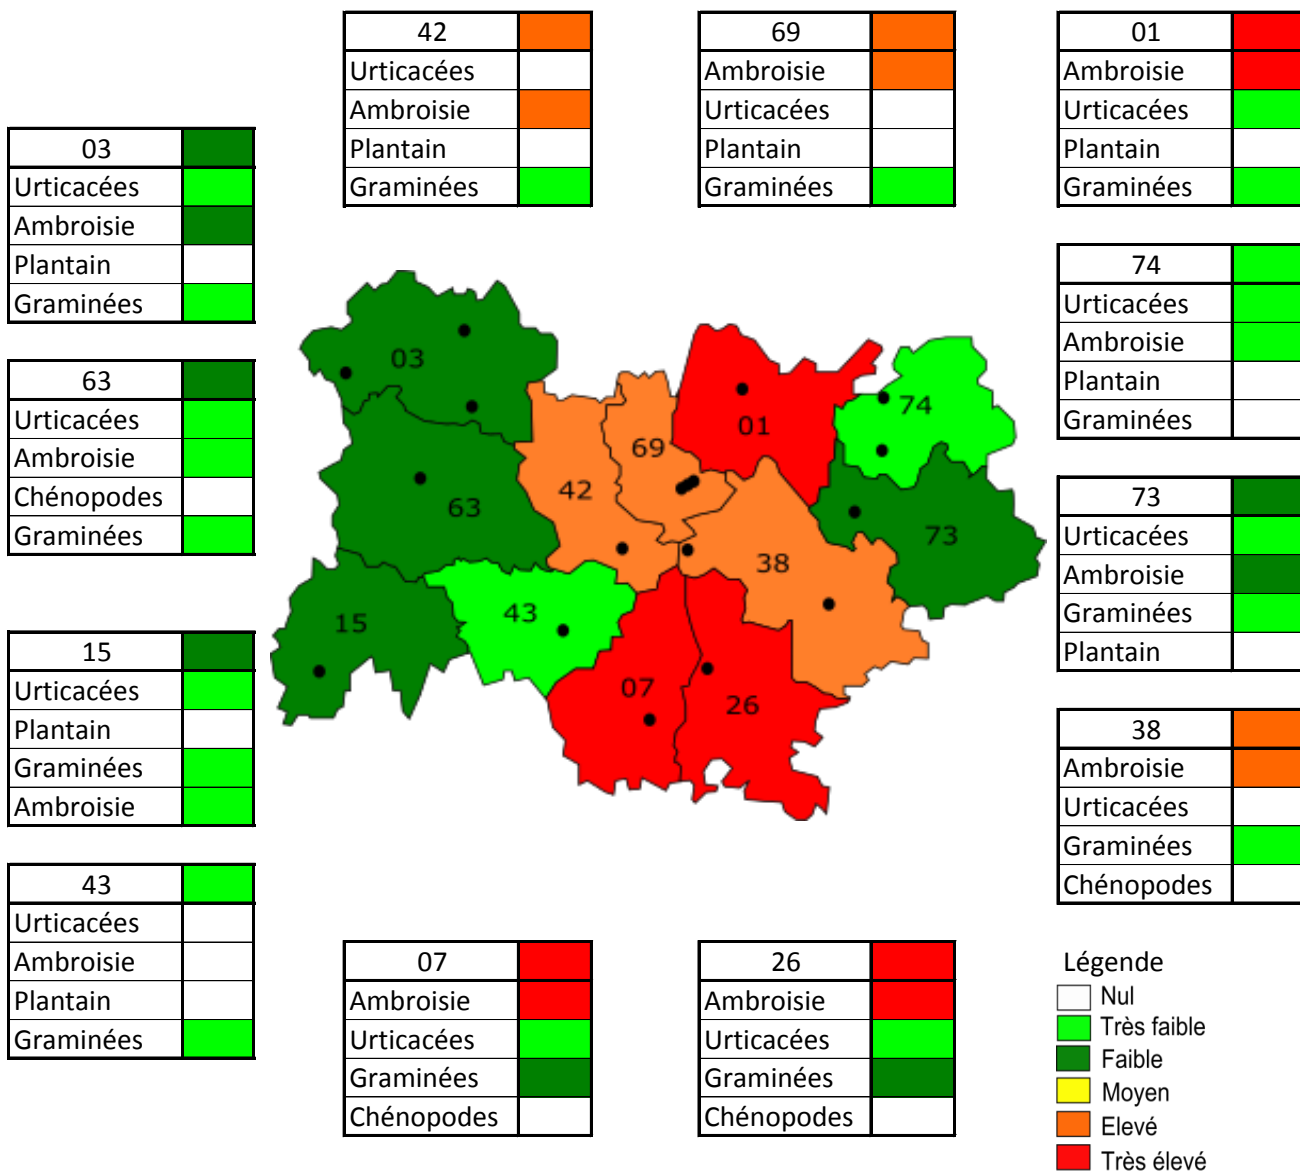 42
Urticacées
Ambroisie
Plantain
Graminées
69
Ambroisie
Urticacées
Plantain
Graminées
01
Ambroisie
Urticacées
Plantain
Graminées
03
Urticacées
Ambroisie
Plantain
Graminées
74
Urticacées
Ambroisie
Plantain
Graminées
63
Urticacées
Ambroisie
Chénopodes
Graminées
03
74
01
69
42
63
73
38
43
15
07
26
73
Urticacées
Ambroisie
Graminées
Plantain
15
Urticacées
Plantain
Graminées
Ambroisie
38
Ambroisie
Urticacées
Graminées
Chénopodes
43
Urticacées
Ambroisie
Plantain
Graminées
07
Ambroisie
Urticacées
Graminées
Chénopodes
26
Ambroisie
Urticacées
Graminées
Chénopodes
Légende
Nul
Très faible
Faible
Moyen
Elevé
Très élevé